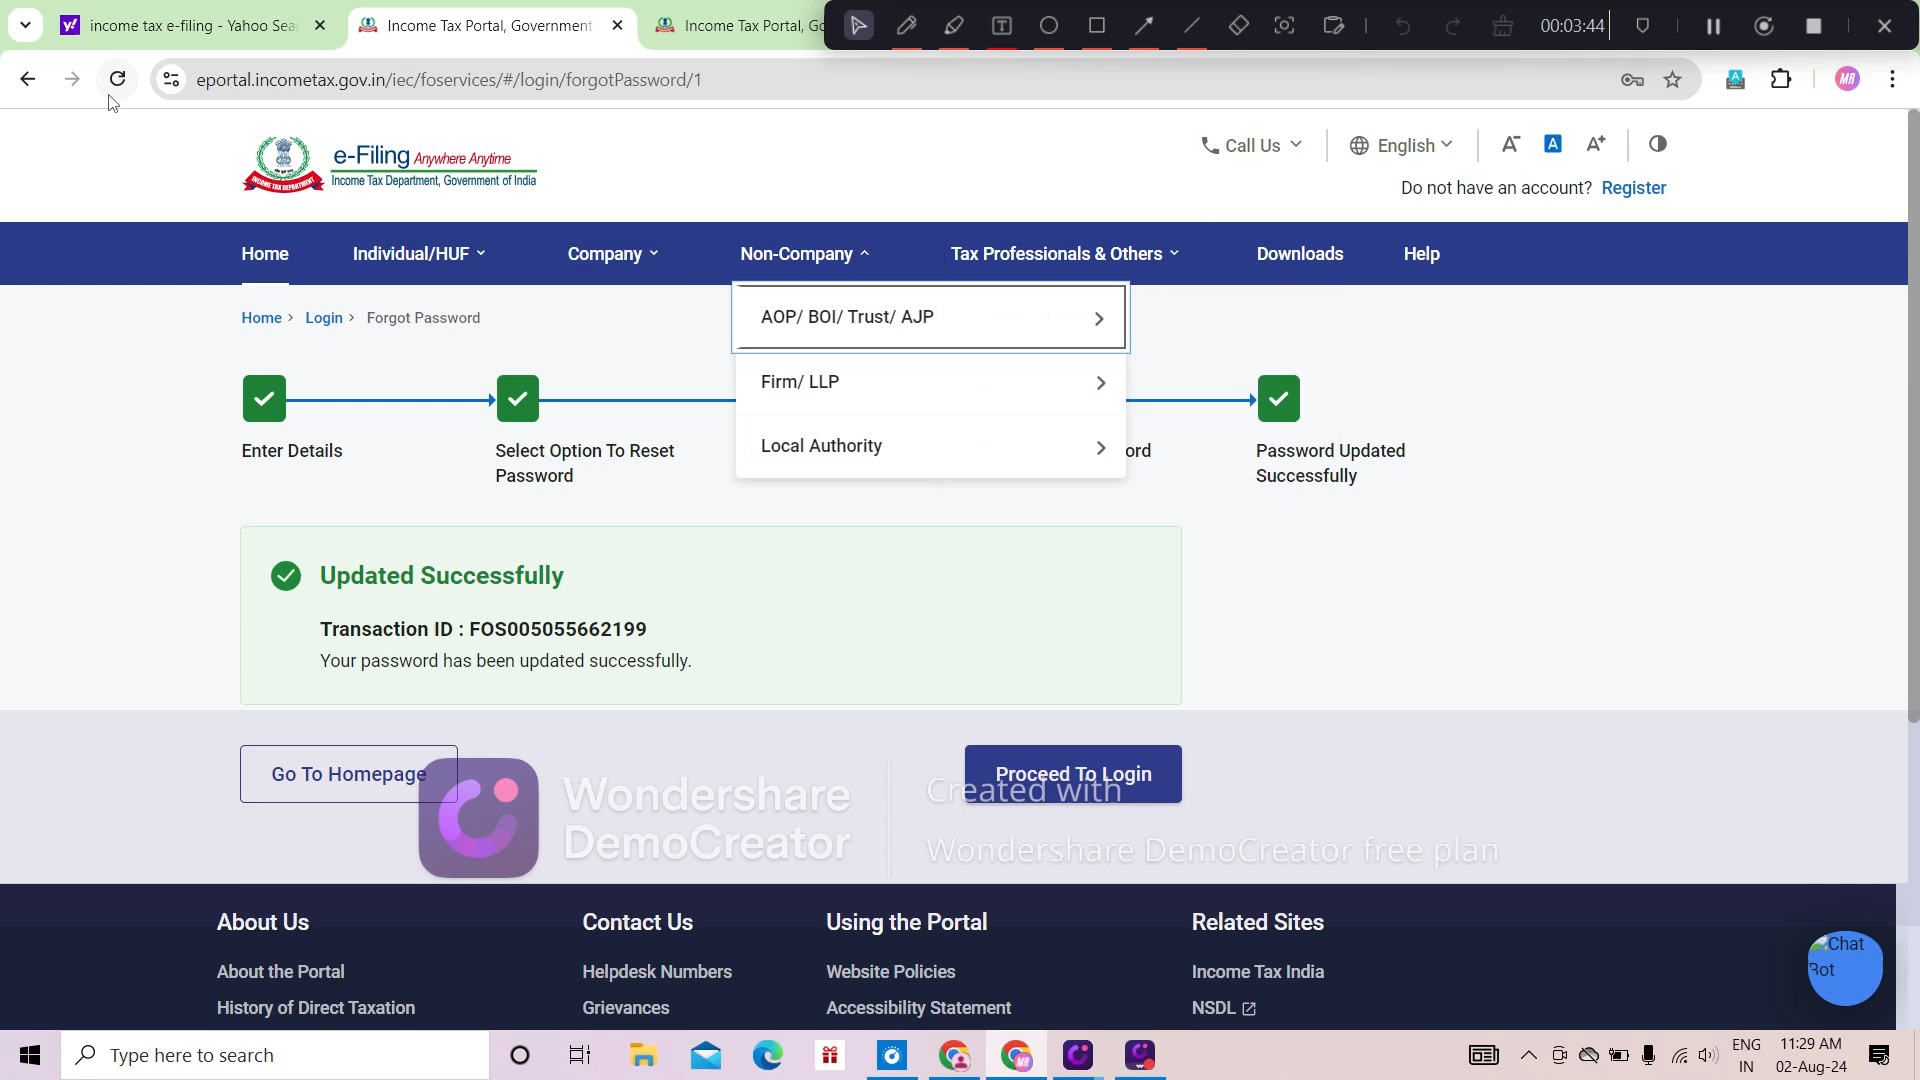 income tax e-filing - Yahoo Sea
Income Tax Portal, Government
Income Tax Portal, Go
00:03:44
eportal.incometax.gov.in/iec/foservices/#/login/forgotPassword/1
MR
e-Filing Anywhere Anytime
Income Tax Department, Government of India
INCOME TAX DEPARTMENT
Call Us
English
A-
A
A+
Do not have an account? Register
Home
Individual/HUF
Company
Non-Company
Tax Professionals & Others
Downloads
Help
Home > Login > Forgot Password
AOP/ BOI/ Trust/ AJP
Firm/ LLP
Local Authority
Enter Details
Select Option To Reset
Password
ord
Password Updated
Successfully
Updated Successfully
Transaction ID : FOS005055662199
Your password has been updated successfully.
Go To Homepage
Proceed To Login
Wondershare
DemoCreator
Created with
Wondershare DemoCreator free plan
About Us
Contact Us
Using the Portal
Related Sites
About the Portal
Helpdesk Numbers
Website Policies
Income Tax India
History of Direct Taxation
Grievances
Accessibility Statement
NSDL
Chat
Bot
Type here to search
ENG
IN
11:29 AM
02-Aug-24